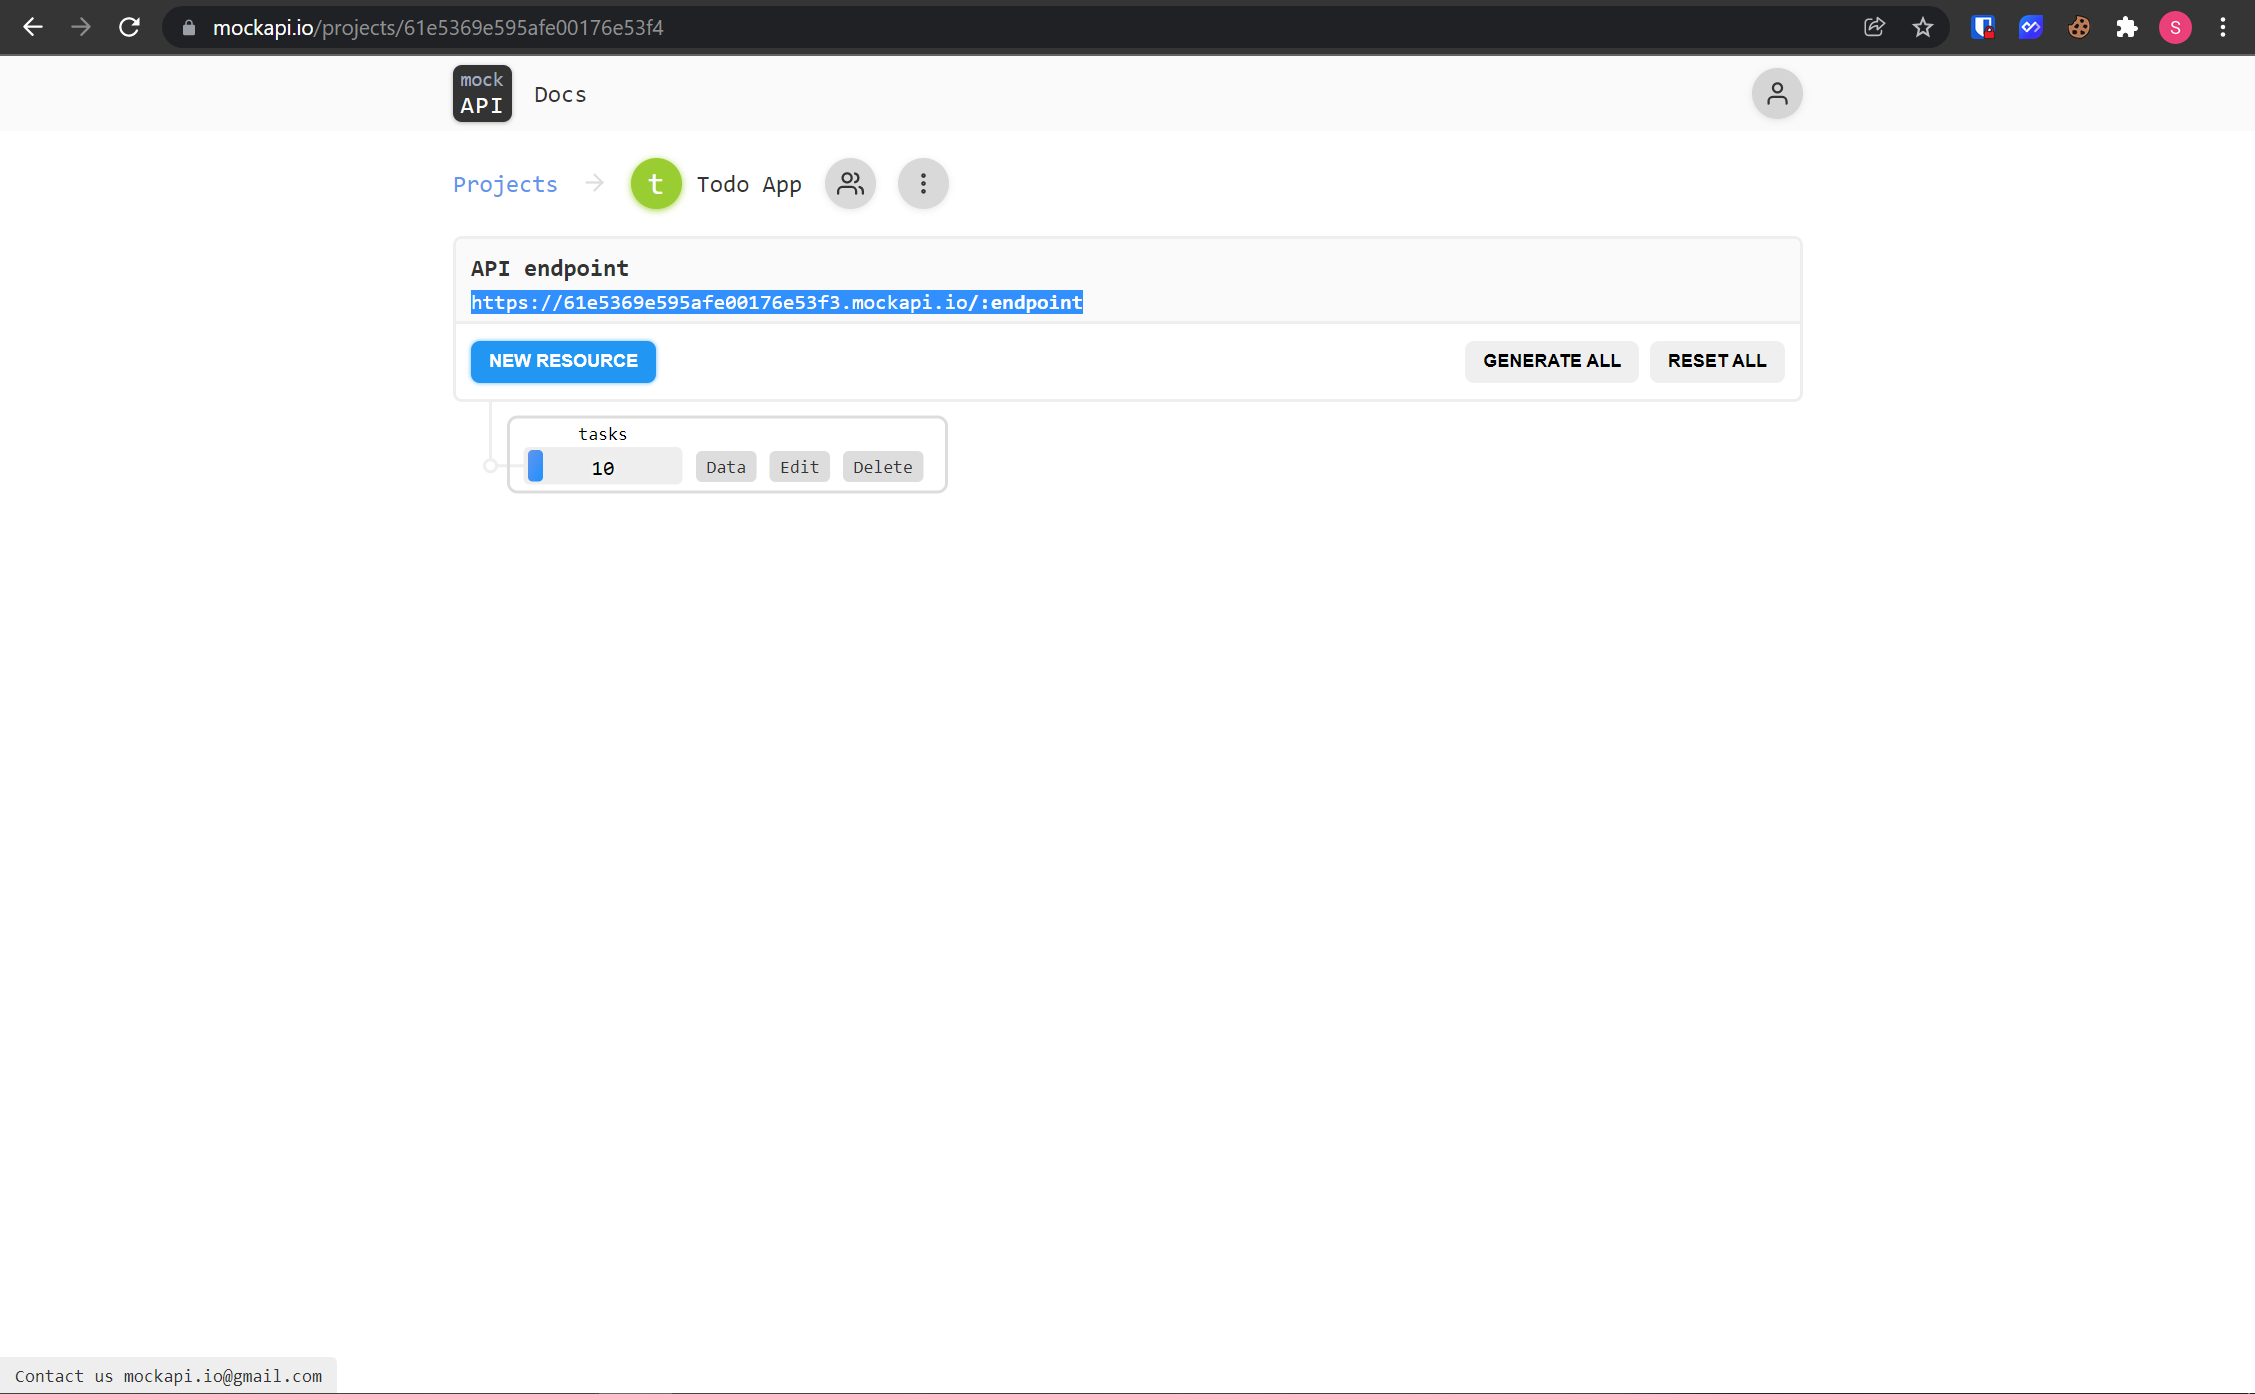 mockapi.io/projects/61e5369e595afe00176e53f4
S
mock
API
Docs
Projects
t
Todo App
API endpoint
https://61e5369e595afe00176e53f3.mockapi.io/:endpoint
NEW RESOURCE
GENERATE ALL
RESET ALL
tasks
10
Data
Edit
Delete
Contact us mockapi.io@gmail.com